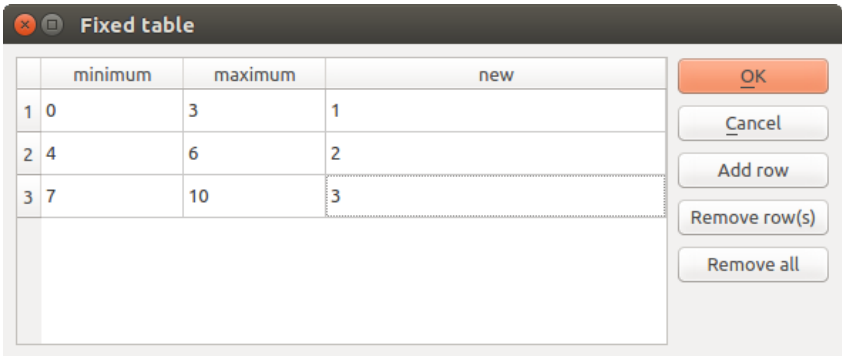 Fixed table
minimum maximum new
1 0 3 1
2 4 6 2
3 7 10 3
OK
Cancel
Add row
Remove row(s)
Remove all